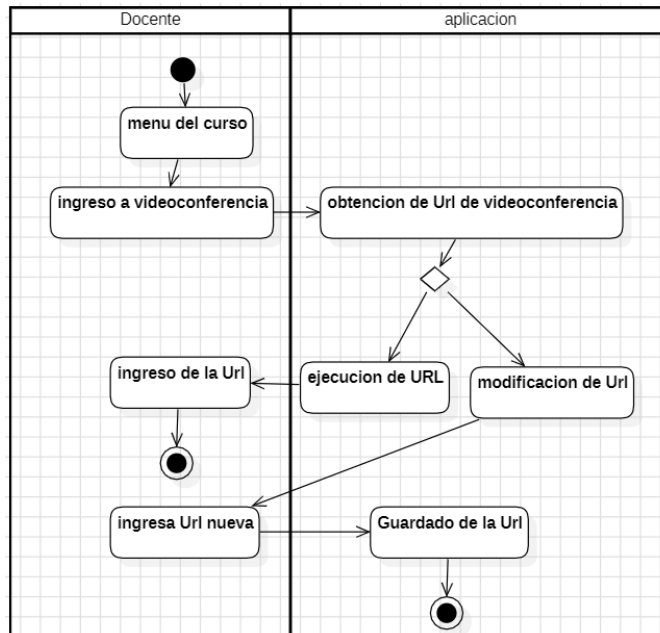 Docente
aplicacion
menu del curso
ingreso a videoconferencia
obtencion de Url de videoconferencia
ingreso de la Url
ejecucion de URL
modificacion de Url
ingresa Url nueva
Guardado de la Url